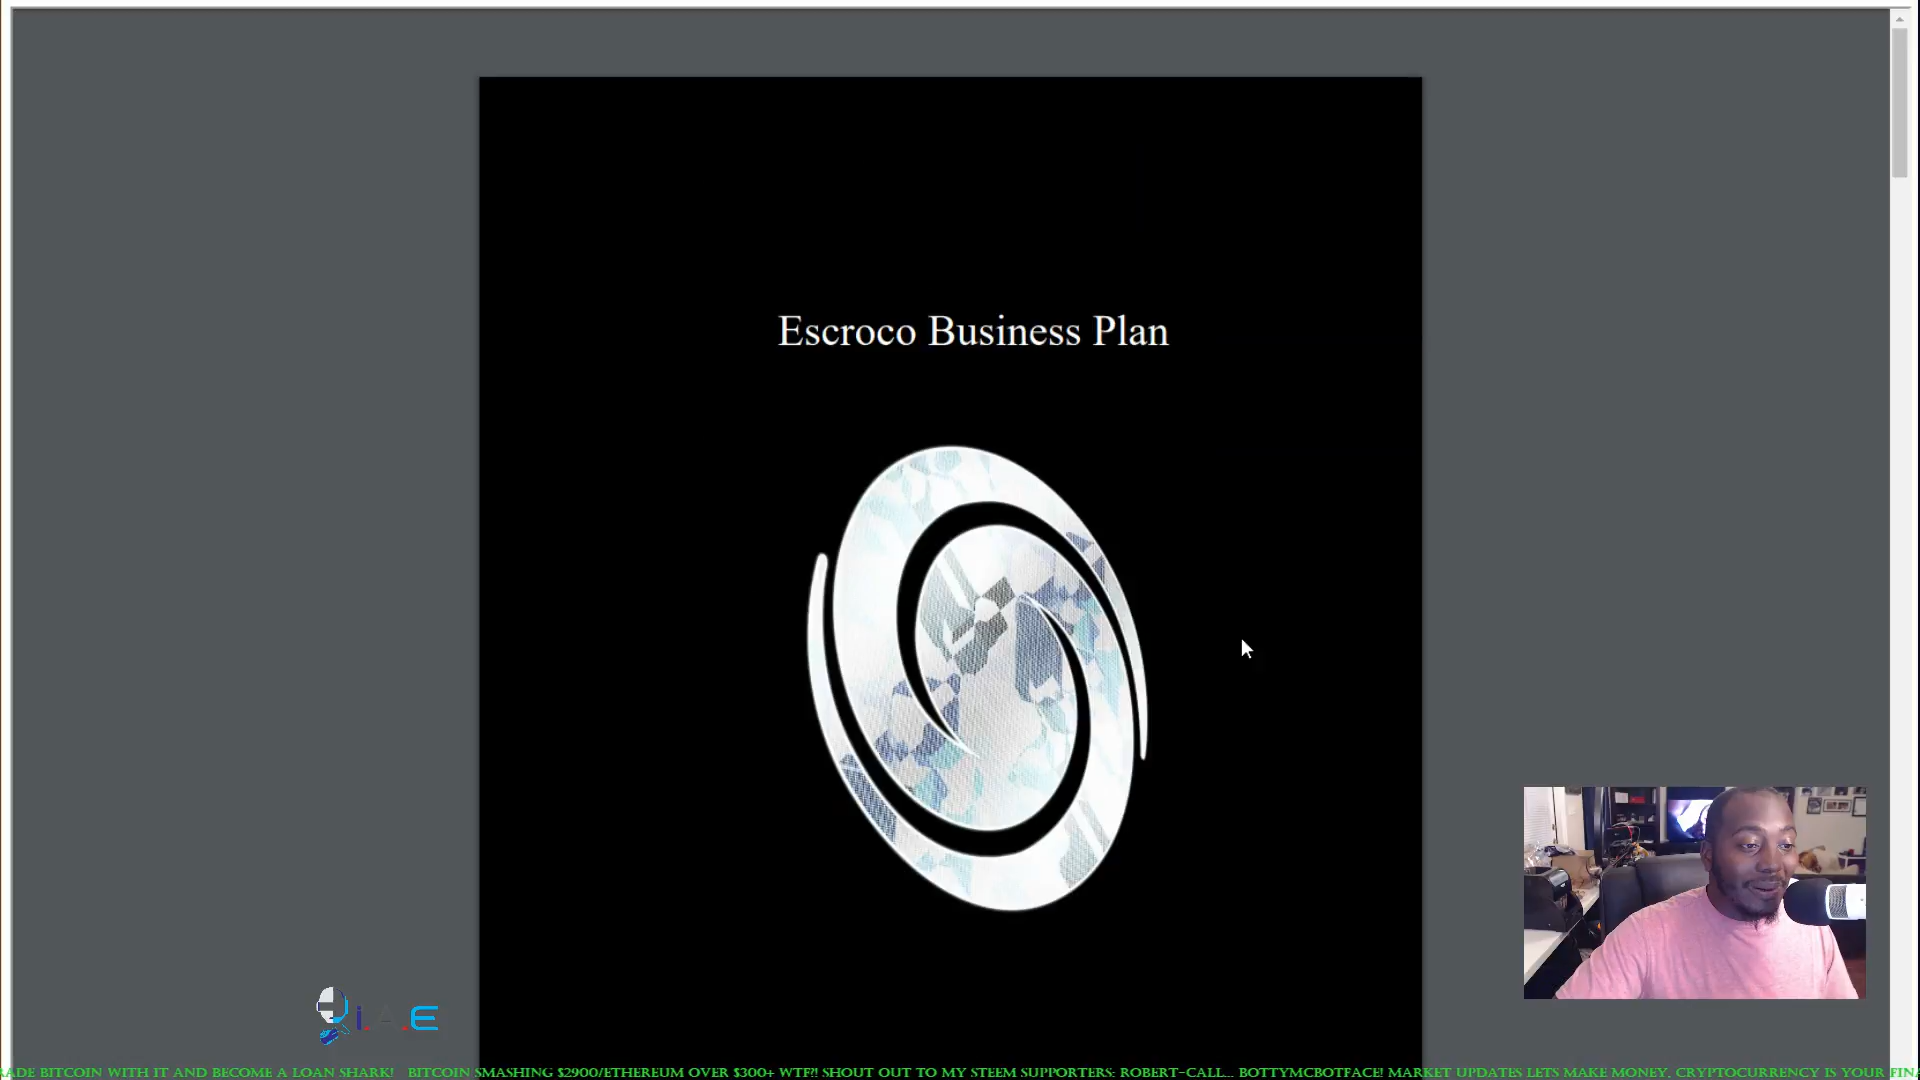 Escroco Business Plan
i.A.E
RADE BITCOIN WITH IT AND BECOME A LOAN SHARK! BITCOIN SMASHING $2900/ETHEREUM OVER $300+ WTF?! SHOUT OUT TO MY STEEM SUPPORTERS: ROBERT-CALL... BOTTYMCBOTFACE! MARKET UPDATES LETS MAKE MONEY, CRYPTOCURRENCY IS YOUR FINA